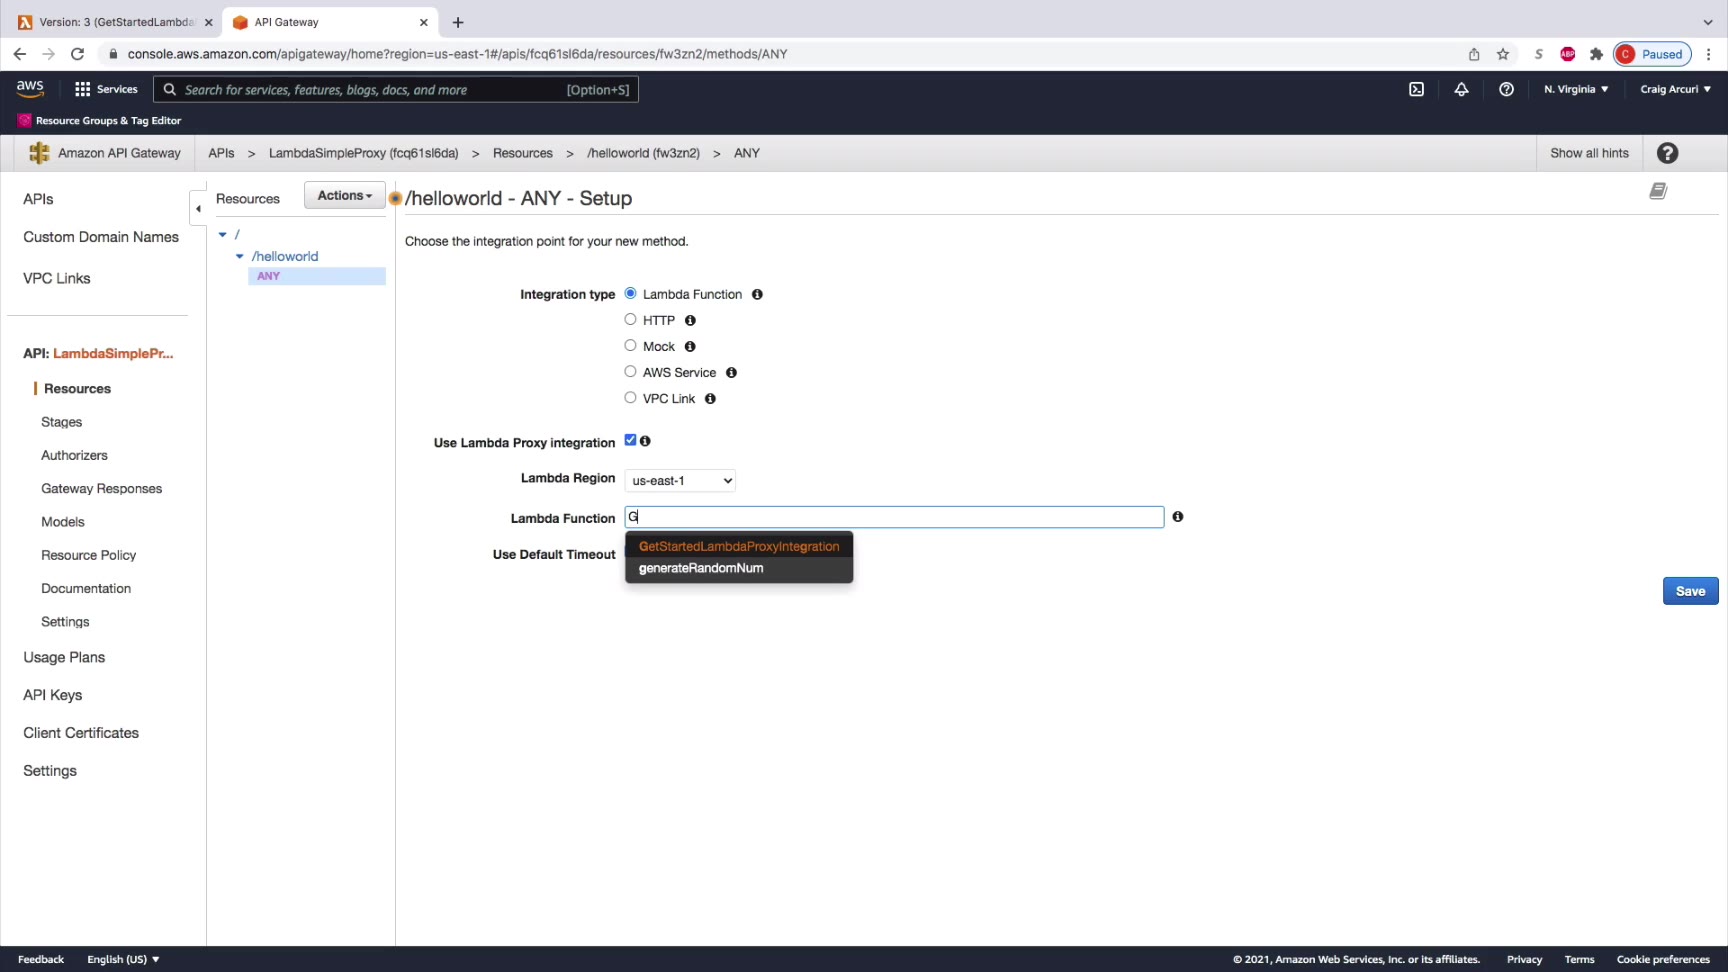 Version: 3 (GetStartedLambda
API Gateway
console.aws.amazon.com/apigateway/home?region=us-east-1#/apis/fcq61sl6da/resources/fw3zn2/methods/ANY
S
ABP
C Paused
aws
Services
Search for services, features, blogs, docs, and more [Option+S]
N. Virginia
Craig Arcuri
Resource Groups & Tag Editor
Amazon API Gateway
APIs > LambdaSimpleProxy (fcq61sl6da) > Resources > /helloworld (fw3zn2) > ANY
Show all hints
?
APIs
Custom Domain Names
VPC Links
API: LambdaSimplePr...
Resources
Stages
Authorizers
Gateway Responses
Models
Resource Policy
Documentation
Settings
Usage Plans
API Keys
Client Certificates
Settings
Resources
Actions
/
/helloworld
ANY
/helloworld - ANY - Setup
Choose the integration point for your new method.
Integration type
Lambda Function
HTTP
Mock
AWS Service
VPC Link
Use Lambda Proxy integration
Lambda Region us-east-1
Lambda Function G
GetStartedLambdaProxyIntegration
generateRandomNum
Use Default Timeout
Save
Feedback
English (US)
© 2021, Amazon Web Services, Inc. or its affiliates.
Privacy
Terms
Cookie preferences